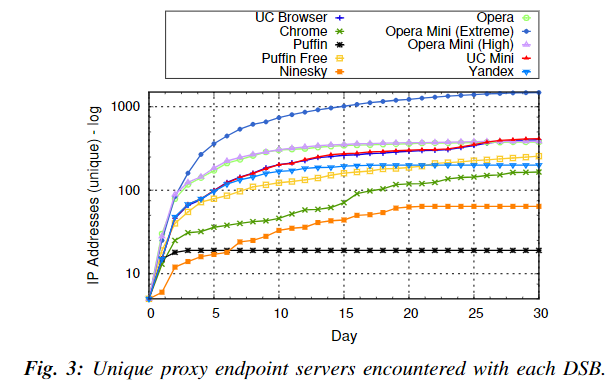 UC Browser
Chrome
Puffin
Puffin Free
Ninesky
Opera
Opera Mini (Extreme)
Opera Mini (High)
UC Mini
Yandex
IP Addresses (unique) - log
1000
100
10
0 5 10 15 20 25 30
Day
Fig. 3: Unique proxy endpoint servers encountered with each DSB.